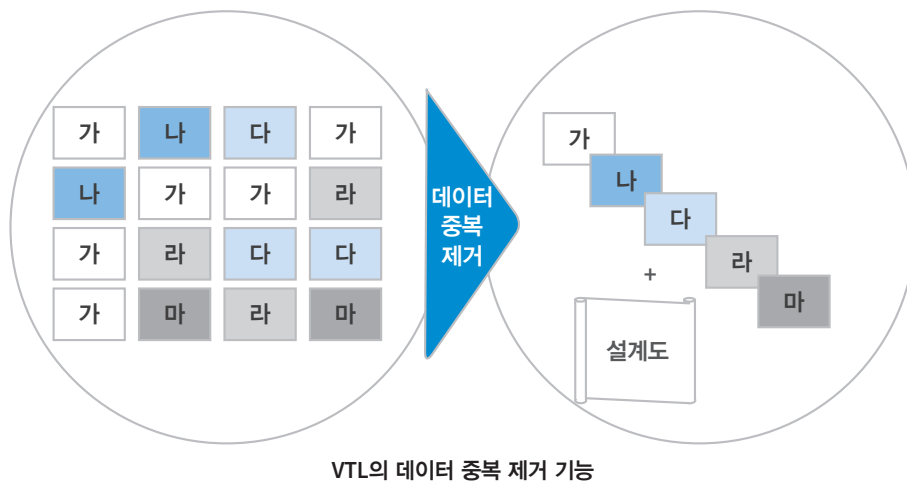 가 나 다 가
나 가 가 라
가 라 다 다
가 마 라 마
데이터
중복
제거
가
나
다
라
마
+
설계도
VTL의 데이터 중복 제거 기능